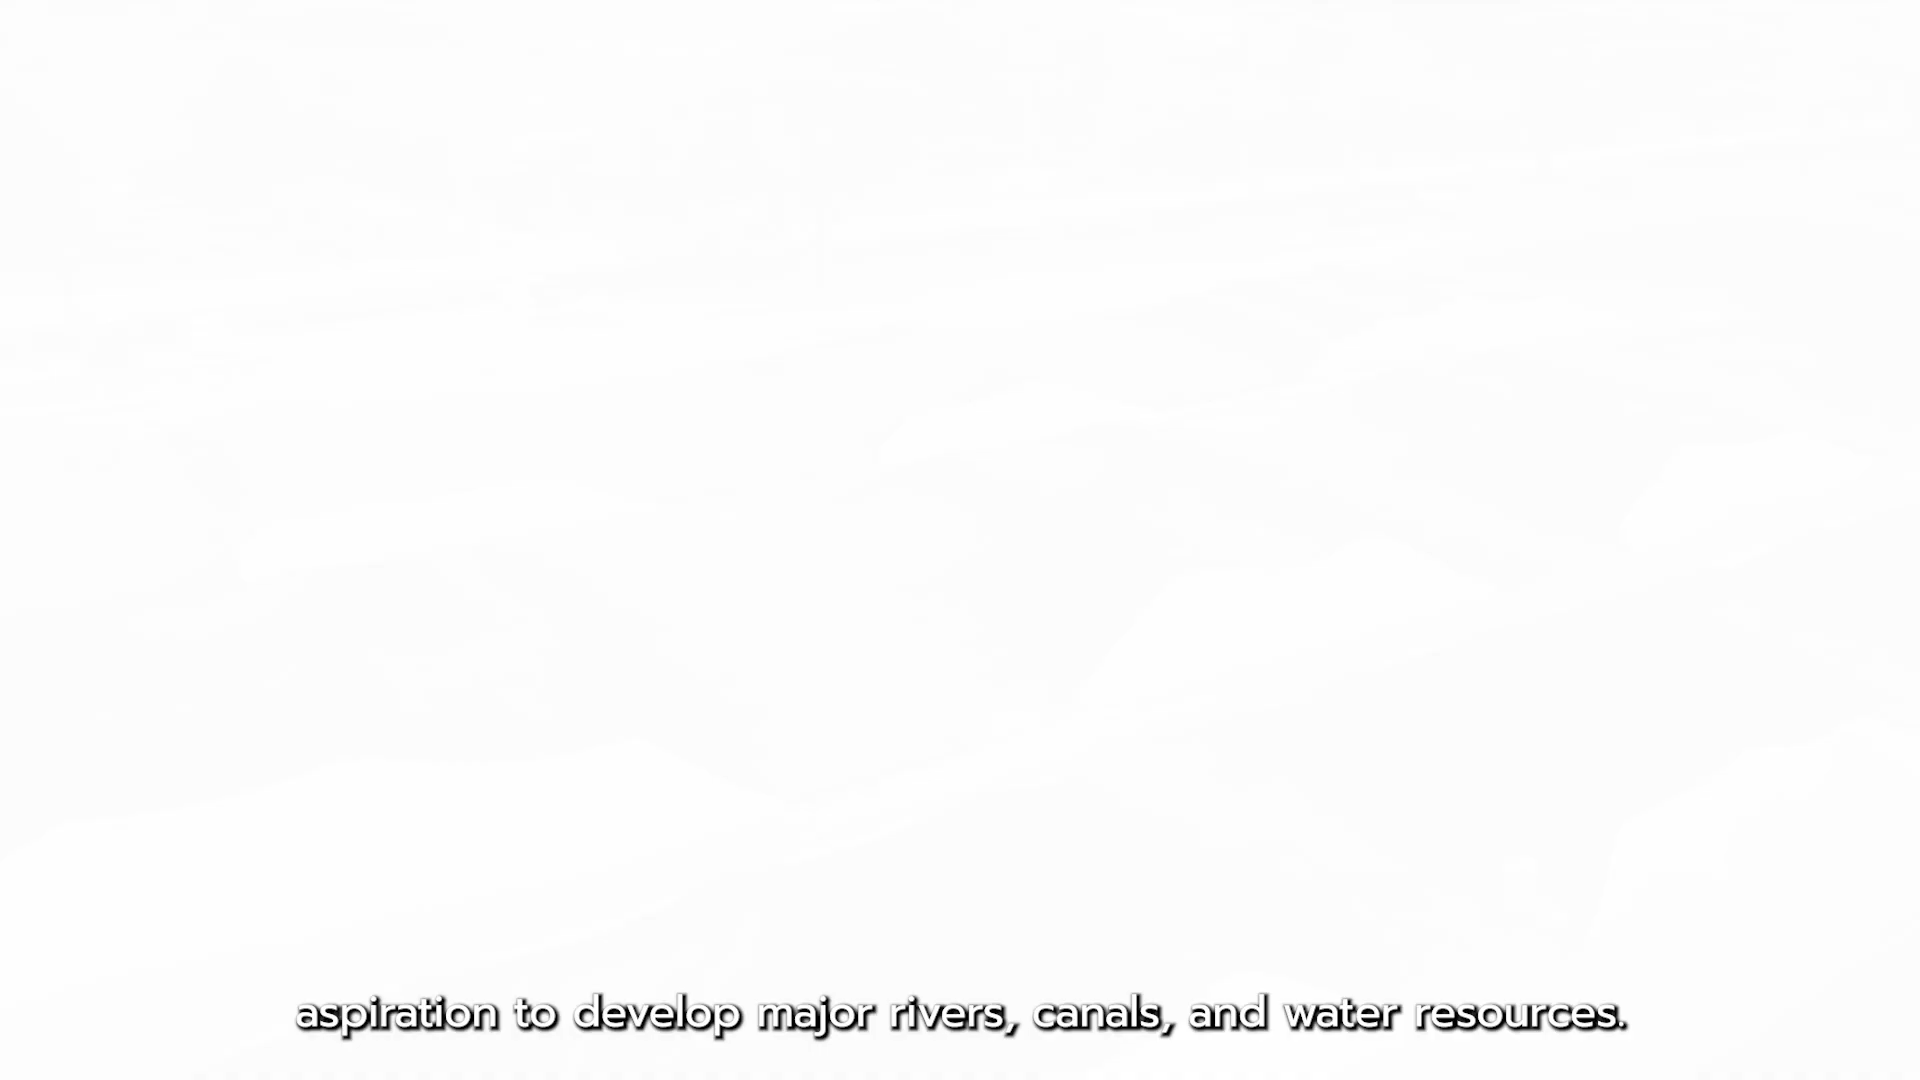 aspiration to develop major rivers, canals, and water resources.